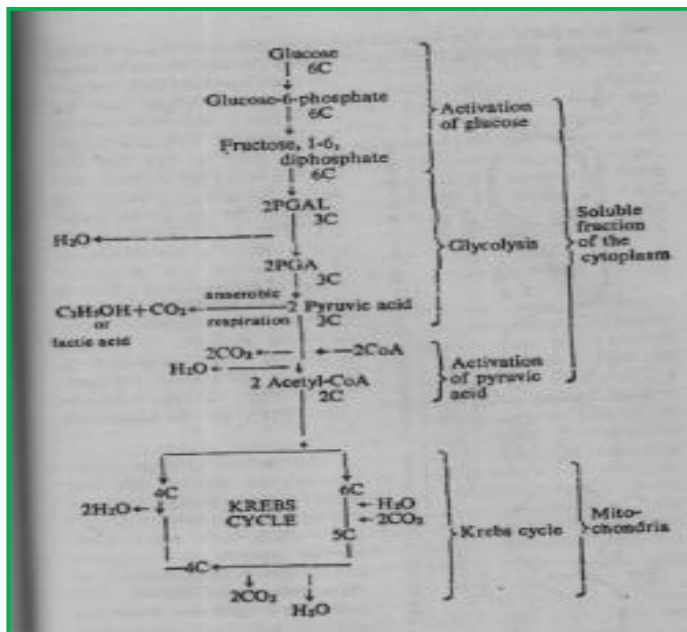 Glucose
6C
Glucose-6-phosphate
6C
Activation
of glucose
Fructose, 1-6,
diphosphate
6C
2PGAL
3C
H₂O
Soluble
fraction
of the
cytoplasm
Glycolysis
2PGA
3C
anaerobic
C₂H₅OH+CO₂
2 Pyruvic acid
or
respiration
3C
lactic acid
2CO₂
2CoA
H₂O
Activation
of pyruvic
acid
2 Acetyl-CoA
2C
4C
6C
2H₂O
KREBS
CYCLE
H₂O
2CO₂
5C
Krebs cycle
Mito-
chondria
4C
2CO₂
H₂O